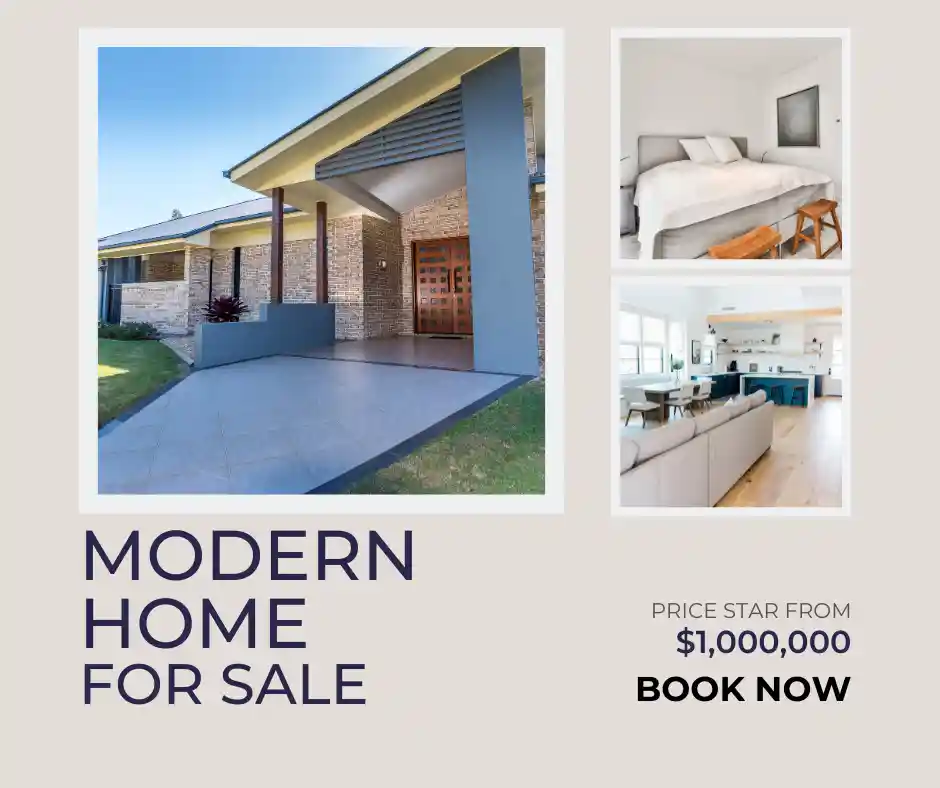 MODERN
HOME
FOR SALE
PRICE STAR FROM
$1,000,000
BOOK NOW